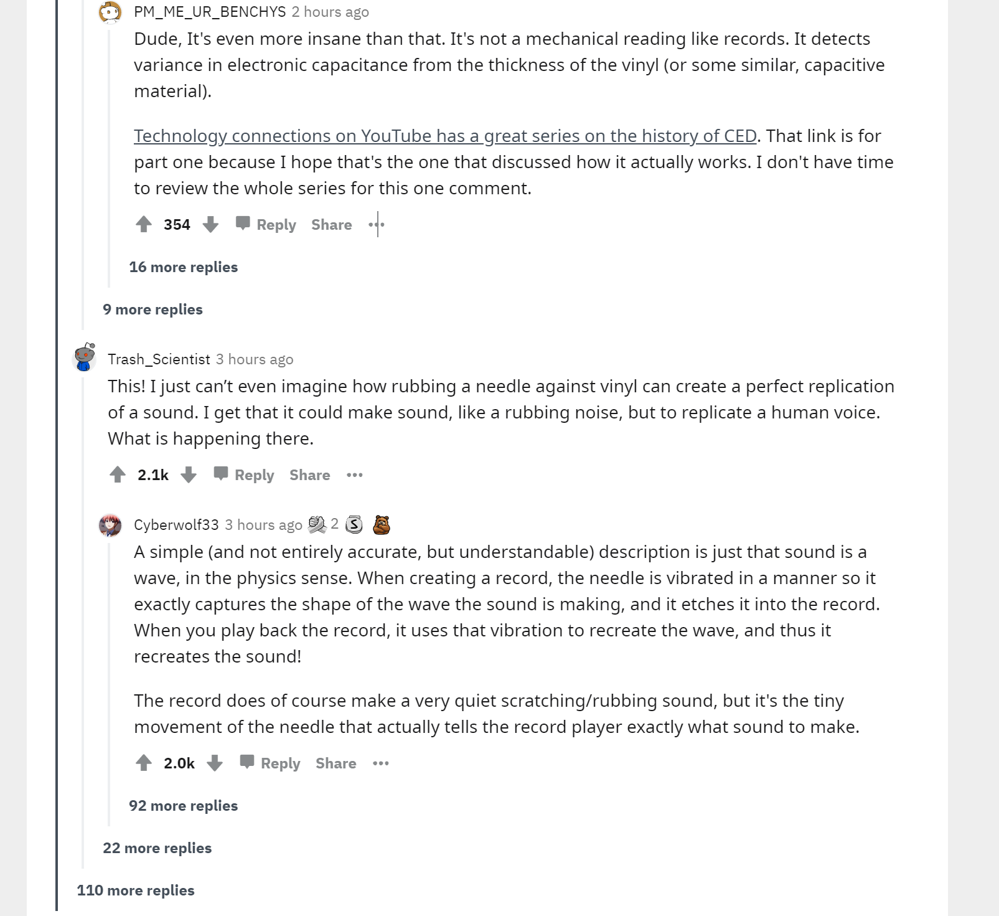 PM_ME_UR_BENCHYS 2 hours ago
Dude, It's even more insane than that. It's not a mechanical reading like records. It detects
variance in electronic capacitance from the thickness of the vinyl (or some similar, capacitive
material).
Technology connections on YouTube has a great series on the history of CED. That link is for
part one because I hope that's the one that discussed how it actually works. I don't have time
to review the whole series for this one comment.
354 Reply Share
16 more replies
9 more replies
Trash_Scientist 3 hours ago
This! I just can’t even imagine how rubbing a needle against vinyl can create a perfect replication
of a sound. I get that it could make sound, like a rubbing noise, but to replicate a human voice.
What is happening there.
2.1k Reply Share
Cyberwolf33 3 hours ago 2 S
A simple (and not entirely accurate, but understandable) description is just that sound is a
wave, in the physics sense. When creating a record, the needle is vibrated in a manner so it
exactly captures the shape of the wave the sound is making, and it etches it into the record.
When you play back the record, it uses that vibration to recreate the wave, and thus it
recreates the sound!
The record does of course make a very quiet scratching/rubbing sound, but it's the tiny
movement of the needle that actually tells the record player exactly what sound to make.
2.0k Reply Share
92 more replies
22 more replies
110 more replies